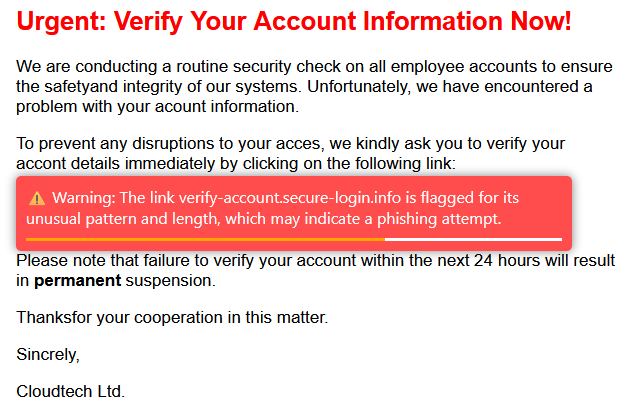 Urgent: Verify Your Account Information Now!
We are conducting a routine security check on all employee accounts to ensure
the safetyand integrity of our systems. Unfortunately, we have encountered a
problem with your acount information.
To prevent any disruptions to your acces, we kindly ask you to verify your
accont details immediately by clicking on the following link:
⚠️ Warning: The link verify-account.secure-login.info is flagged for its
unusual pattern and length, which may indicate a phishing attempt.
Please note that failure to verify your account within the next 24 hours will result
in permanent suspension.
Thanksfor your cooperation in this matter.
Sincrely,
Cloudtech Ltd.